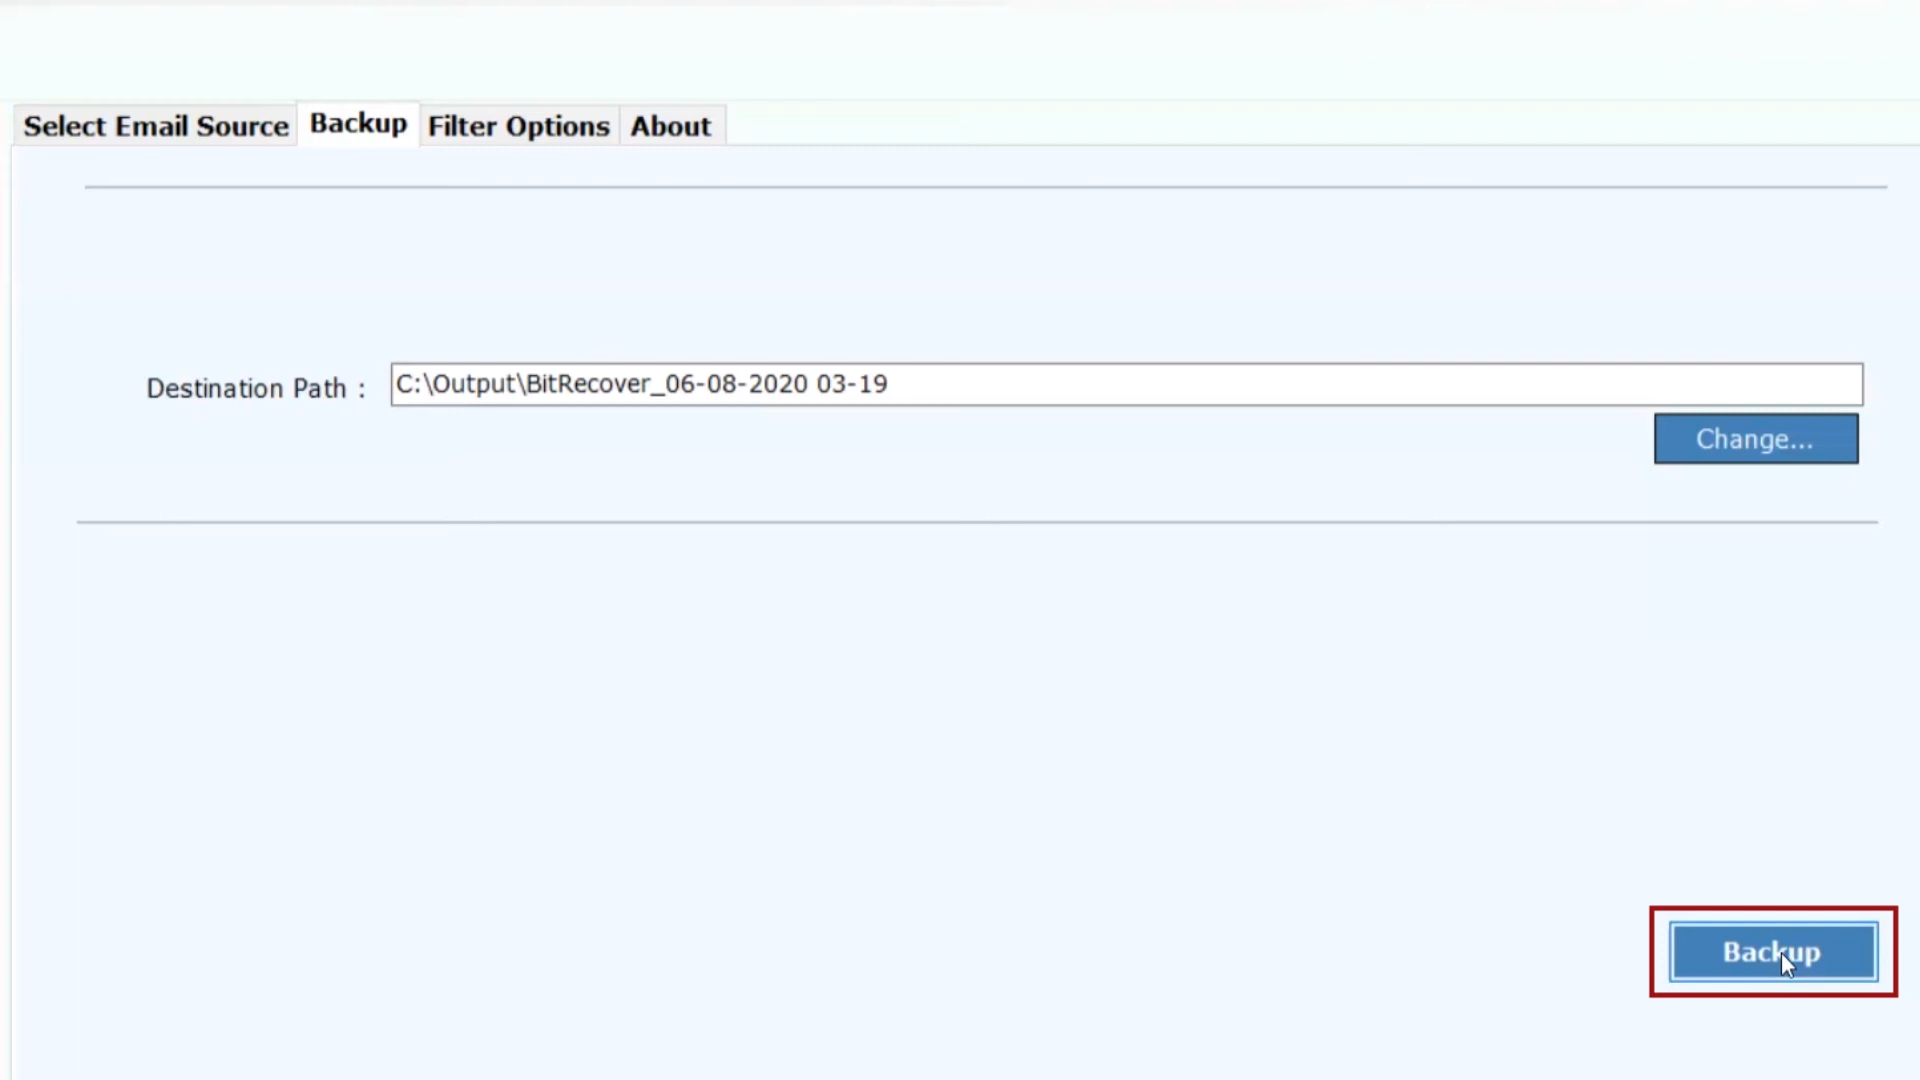 Select Email Source Backup Filter Options About
Destination Path : C:\Output\BitRecover_06-08-2020 03-19
Change...
Backup